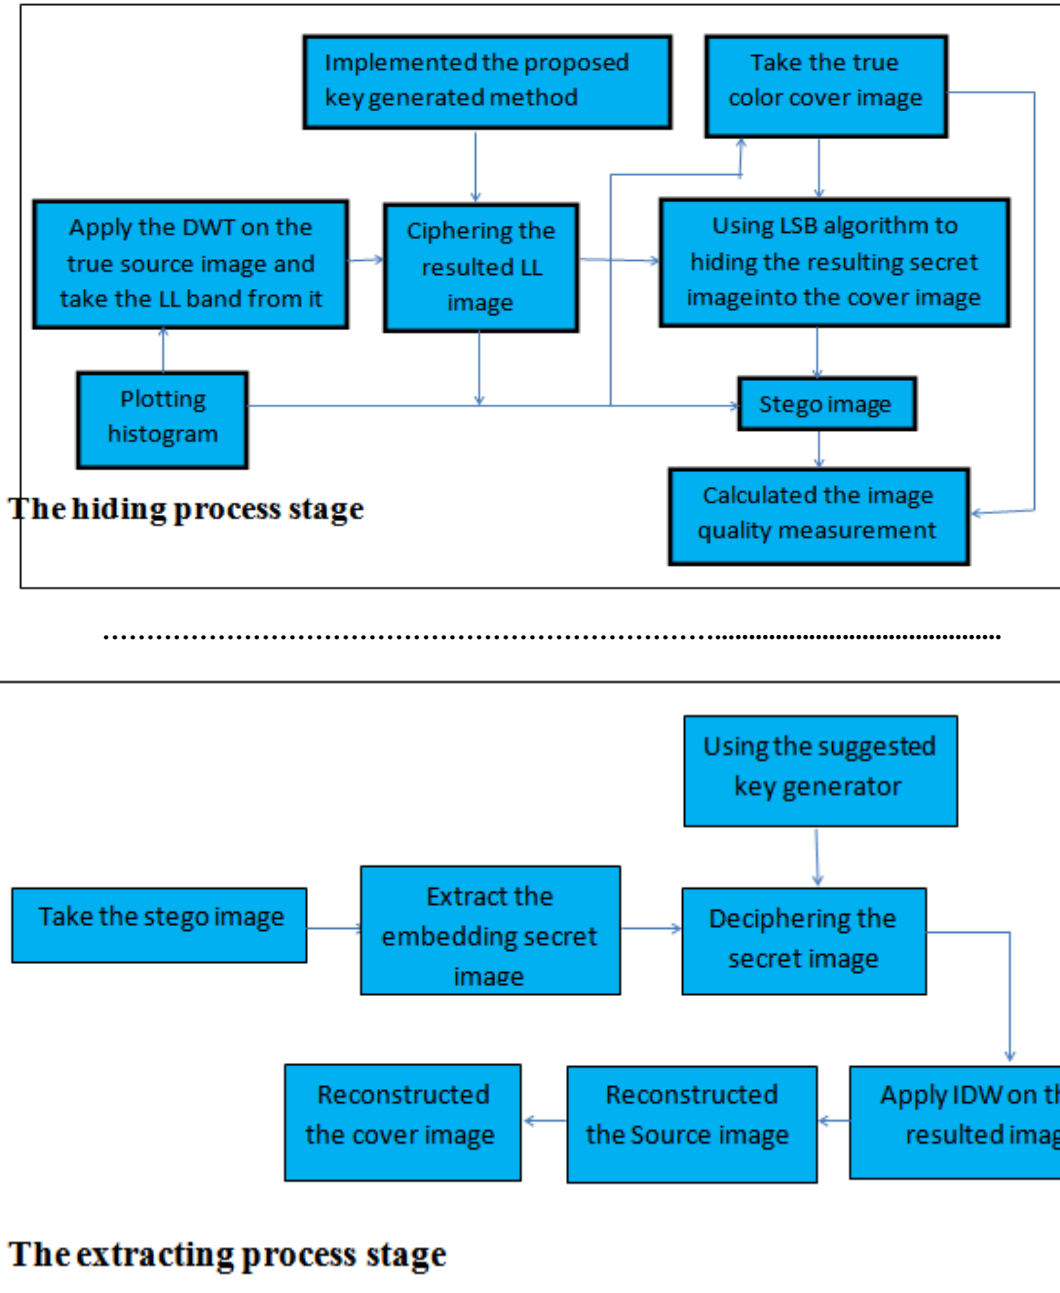 Implemented the proposed
key generated method
Take the true
color cover image
Apply the DWT on the
true source image and
take the LL band from it
Ciphering the
resulted LL
image
Using LSB algorithm to
hiding the resulting secret
imageinto the cover image
Plotting
histogram
Stego image
Calculated the image
quality measurement
The hiding process stage
Using the suggested
key generator
Take the stego image
Extract the
embedding secret
image
Deciphering the
secret image
Reconstructed
the cover image
Reconstructed
the Source image
Apply IDW on
resulted
The extracting process stage